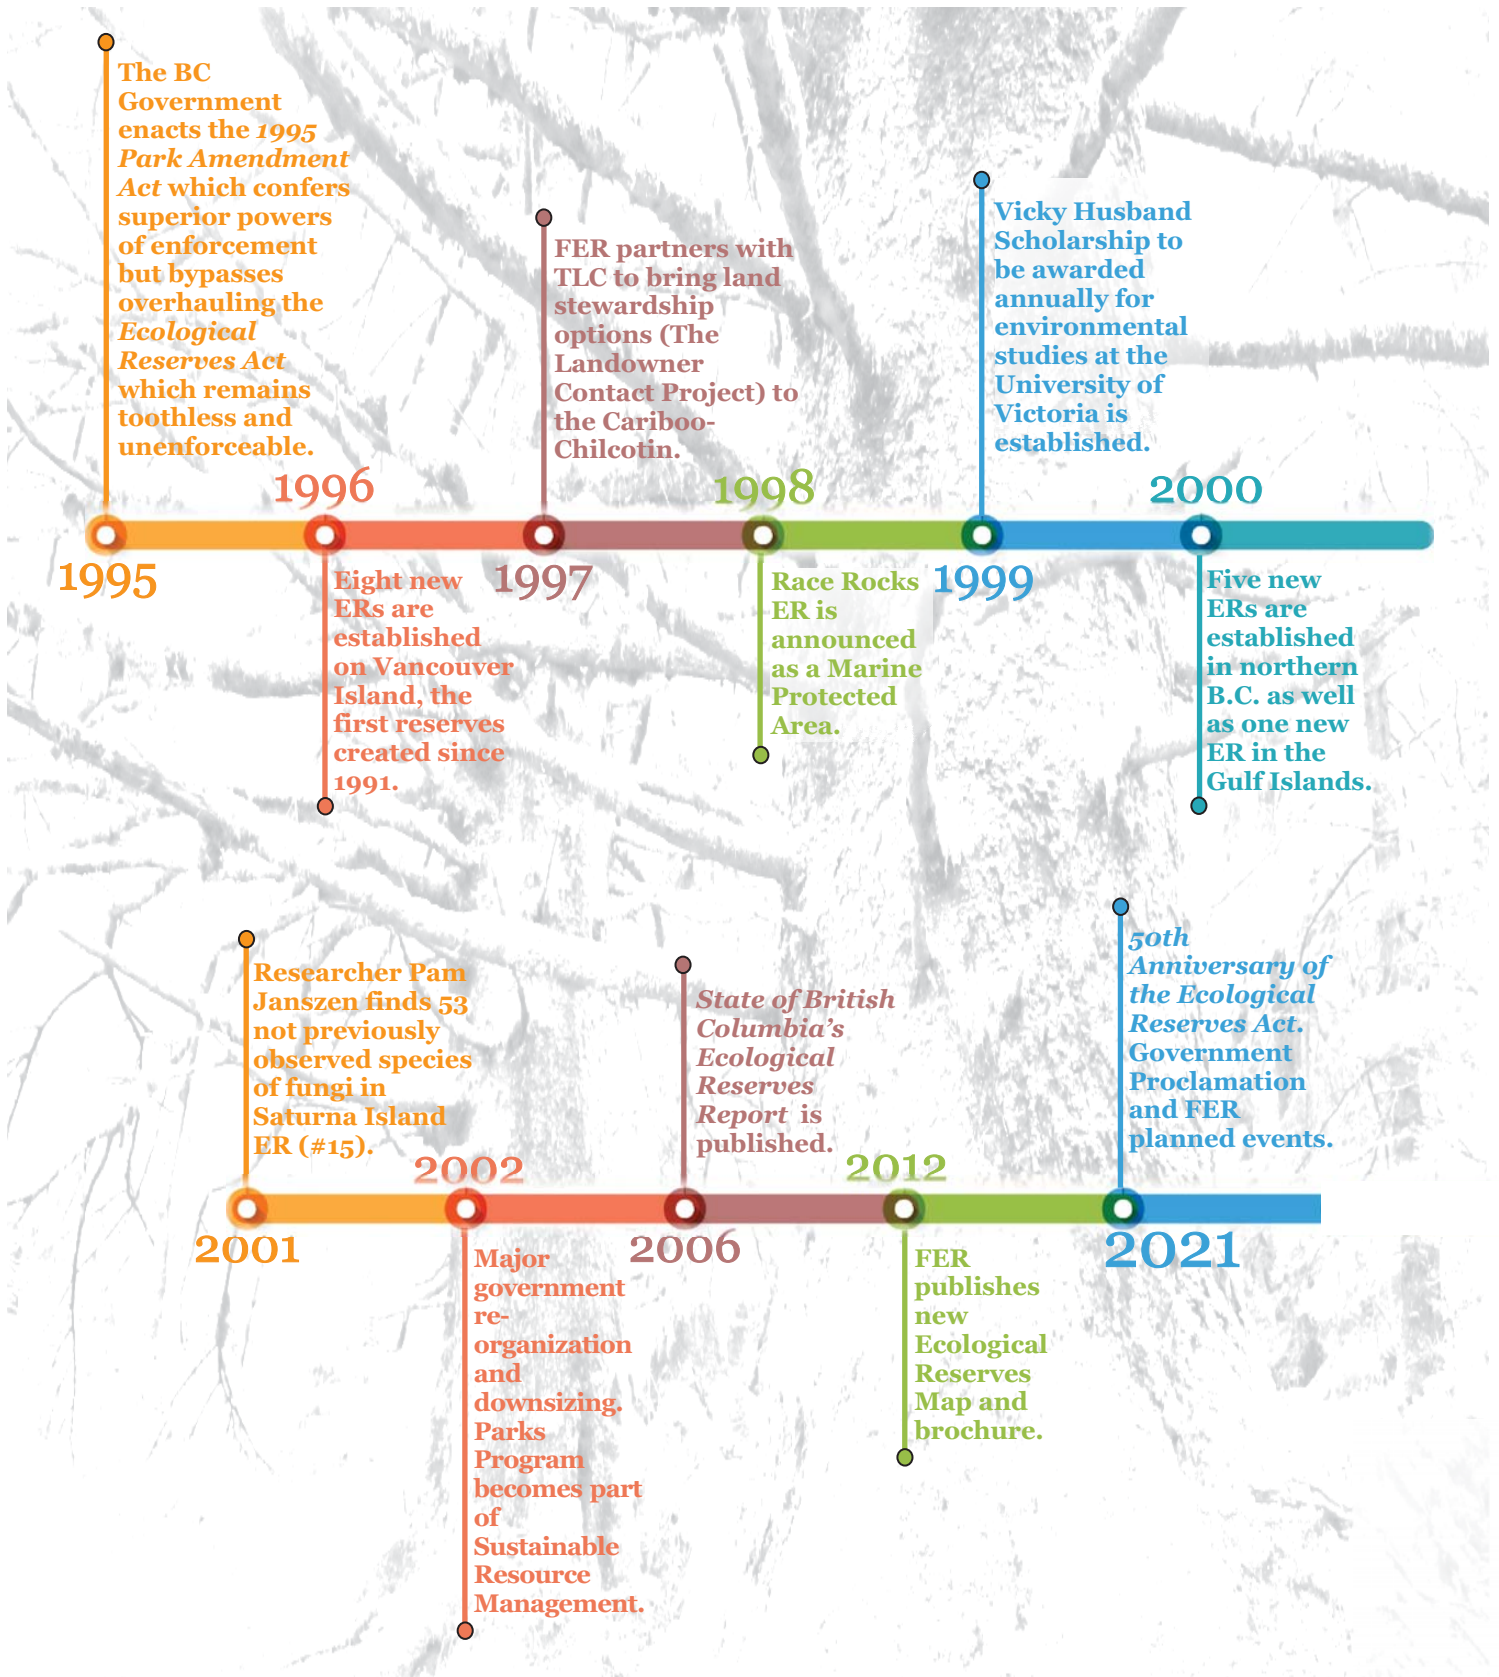 The BC
Government
enacts the 1995
Park Amendment
Act which confers
superior powers
of enforcement
but bypasses
overhauling the
Ecological
Reserves Act
which remains
toothless and
unenforceable.
1995
1996
Eight new
ERs are
established
on Vancouver
Island, the
first reserves
created since
1991.
FER partners with
TLC to bring land
stewardship
options (The
Landowner
Contact Project) to
the Cariboo-
Chilcotin.
1997
1998
Race Rocks
ER is
announced
as a Marine
Protected
Area.
Vicky Husband
Scholarship to
be awarded
annually for
environmental
studies at the
University of
Victoria is
established.
1999
2000
Five new
ERs are
established
in northern
B.C. as well
as one new
ER in the
Gulf Islands.
Researcher Pam
Janszen finds 53
not previously
observed species
of fungi in
Saturna Island
ER (#15).
2001
2002
Major
government
re-
organization
and
downsizing.
Parks
Program
becomes part
of
Sustainable
Resource
Management.
State of British
Columbia's
Ecological
Reserves
Report is
published.
2006
2012
FER
publishes
new
Ecological
Reserves
Map and
brochure.
50th
Anniversary of
the Ecological
Reserves Act.
Government
Proclamation
and FER
planned events.
2021